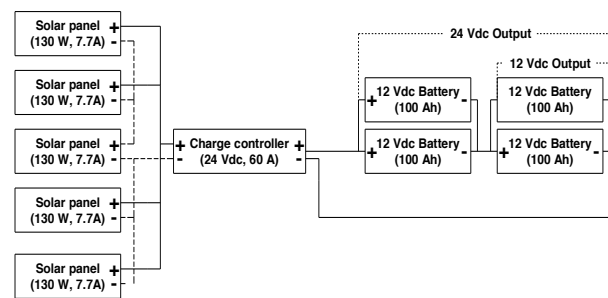 Solar panel +
(130 W, 7.7A) -
Solar panel +
(130 W, 7.7A) -
Solar panel +
(130 W, 7.7A) -
Solar panel +
(130 W, 7.7A) -
Solar panel +
(130 W, 7.7A) -
+ Charge controller +
- (24 Vdc, 60 A) -
24 Vdc Output
12 Vdc Output
12 Vdc Battery
+ (100 Ah) -
12 Vdc Battery
(100 Ah)
+ 12 Vdc Battery -
(100 Ah)
+ 12 Vdc Battery
(100 Ah)